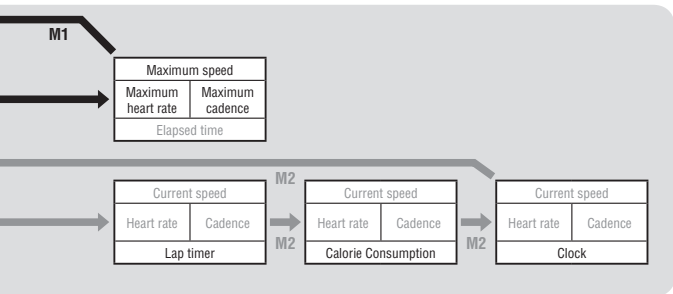 M1
Maximum speed
Maximum heart rate
Maximum cadence
Elapsed time
M2
Current speed
Heart rate
Cadence
Lap timer
M2
Current speed
Heart rate
Cadence
Calorie Consumption
M2
Current speed
Heart rate
Cadence
Clock